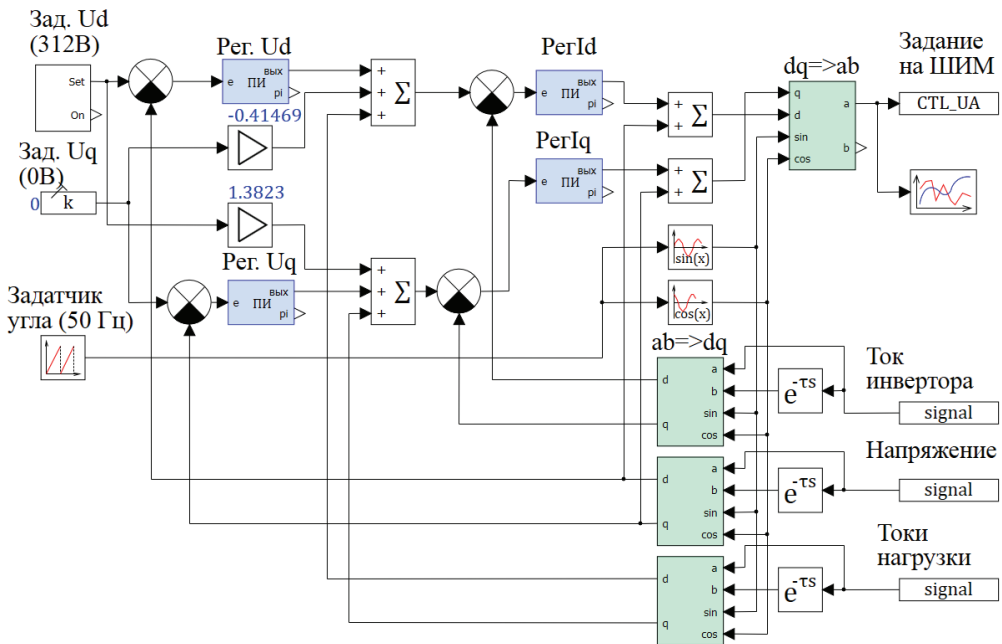 Зад. Ud
(312В)
Set
On
Рег. Ud
e
ПИ
вых
pi
-0.41469
+
+
+
Σ
РегId
e
ПИ
вых
pi
+
+
Σ
dq=>ab
q
d
sin
cos
a
b
Задание
на ШИМ
CTL_UA
Зад. Uq
(0В)
0
k
1.3823
РегIq
e
ПИ
вых
pi
+
+
Σ
Рег. Uq
e
ПИ
вых
pi
+
+
+
Σ
sin(x)
cos(x)
Задатчик
угла (50 Гц)
ab=>dq
d
q
a
b
sin
cos
e-τs
Ток
инвертора
signal
d
q
a
b
sin
cos
e-τs
Напряжение
signal
d
q
a
b
sin
cos
e-τs
Токи
нагрузки
signal